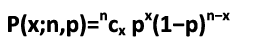 P(x;n,p)=ⁿcₓ pˣ(1–p)ⁿ⁻ˣ